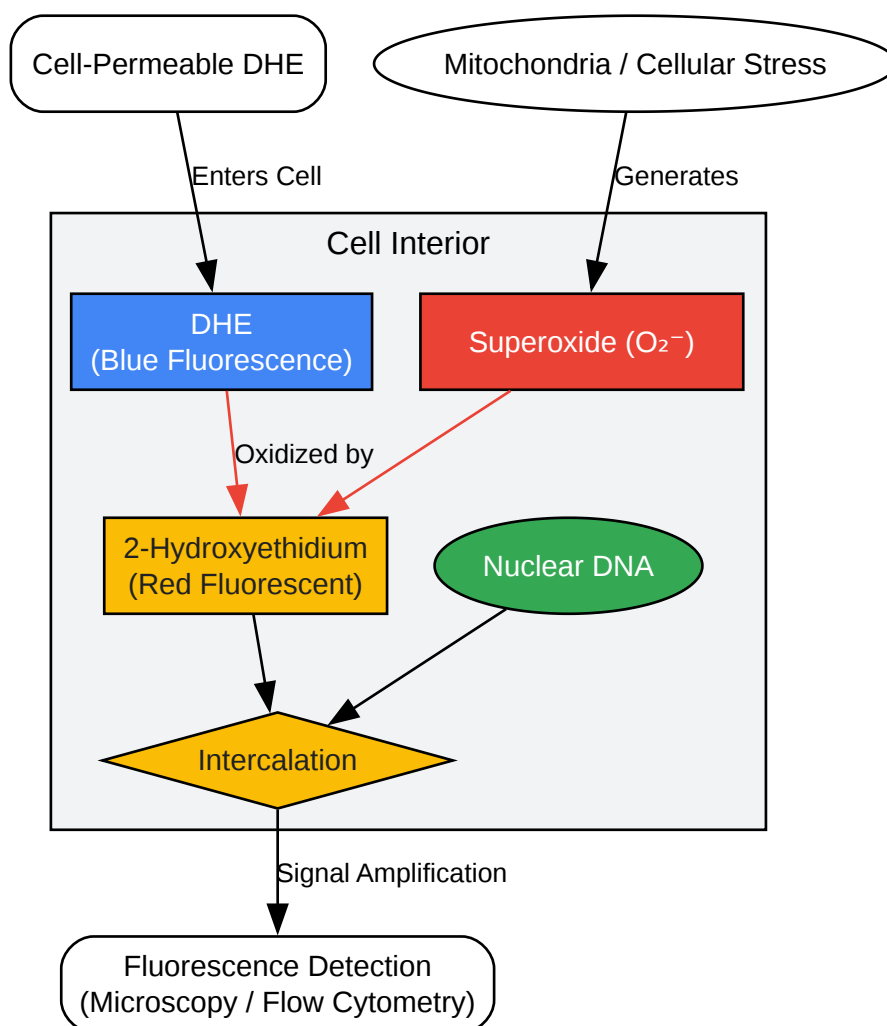 Cell-Permeable DHE
Mitochondria / Cellular Stress
Enters Cell
Generates
Cell Interior
DHE
(Blue Fluorescence)
Superoxide (O₂⁻)
Oxidized by
2-Hydroxyethidium
(Red Fluorescent)
Nuclear DNA
Intercalation
Signal Amplification
Fluorescence Detection
(Microscopy / Flow Cytometry)